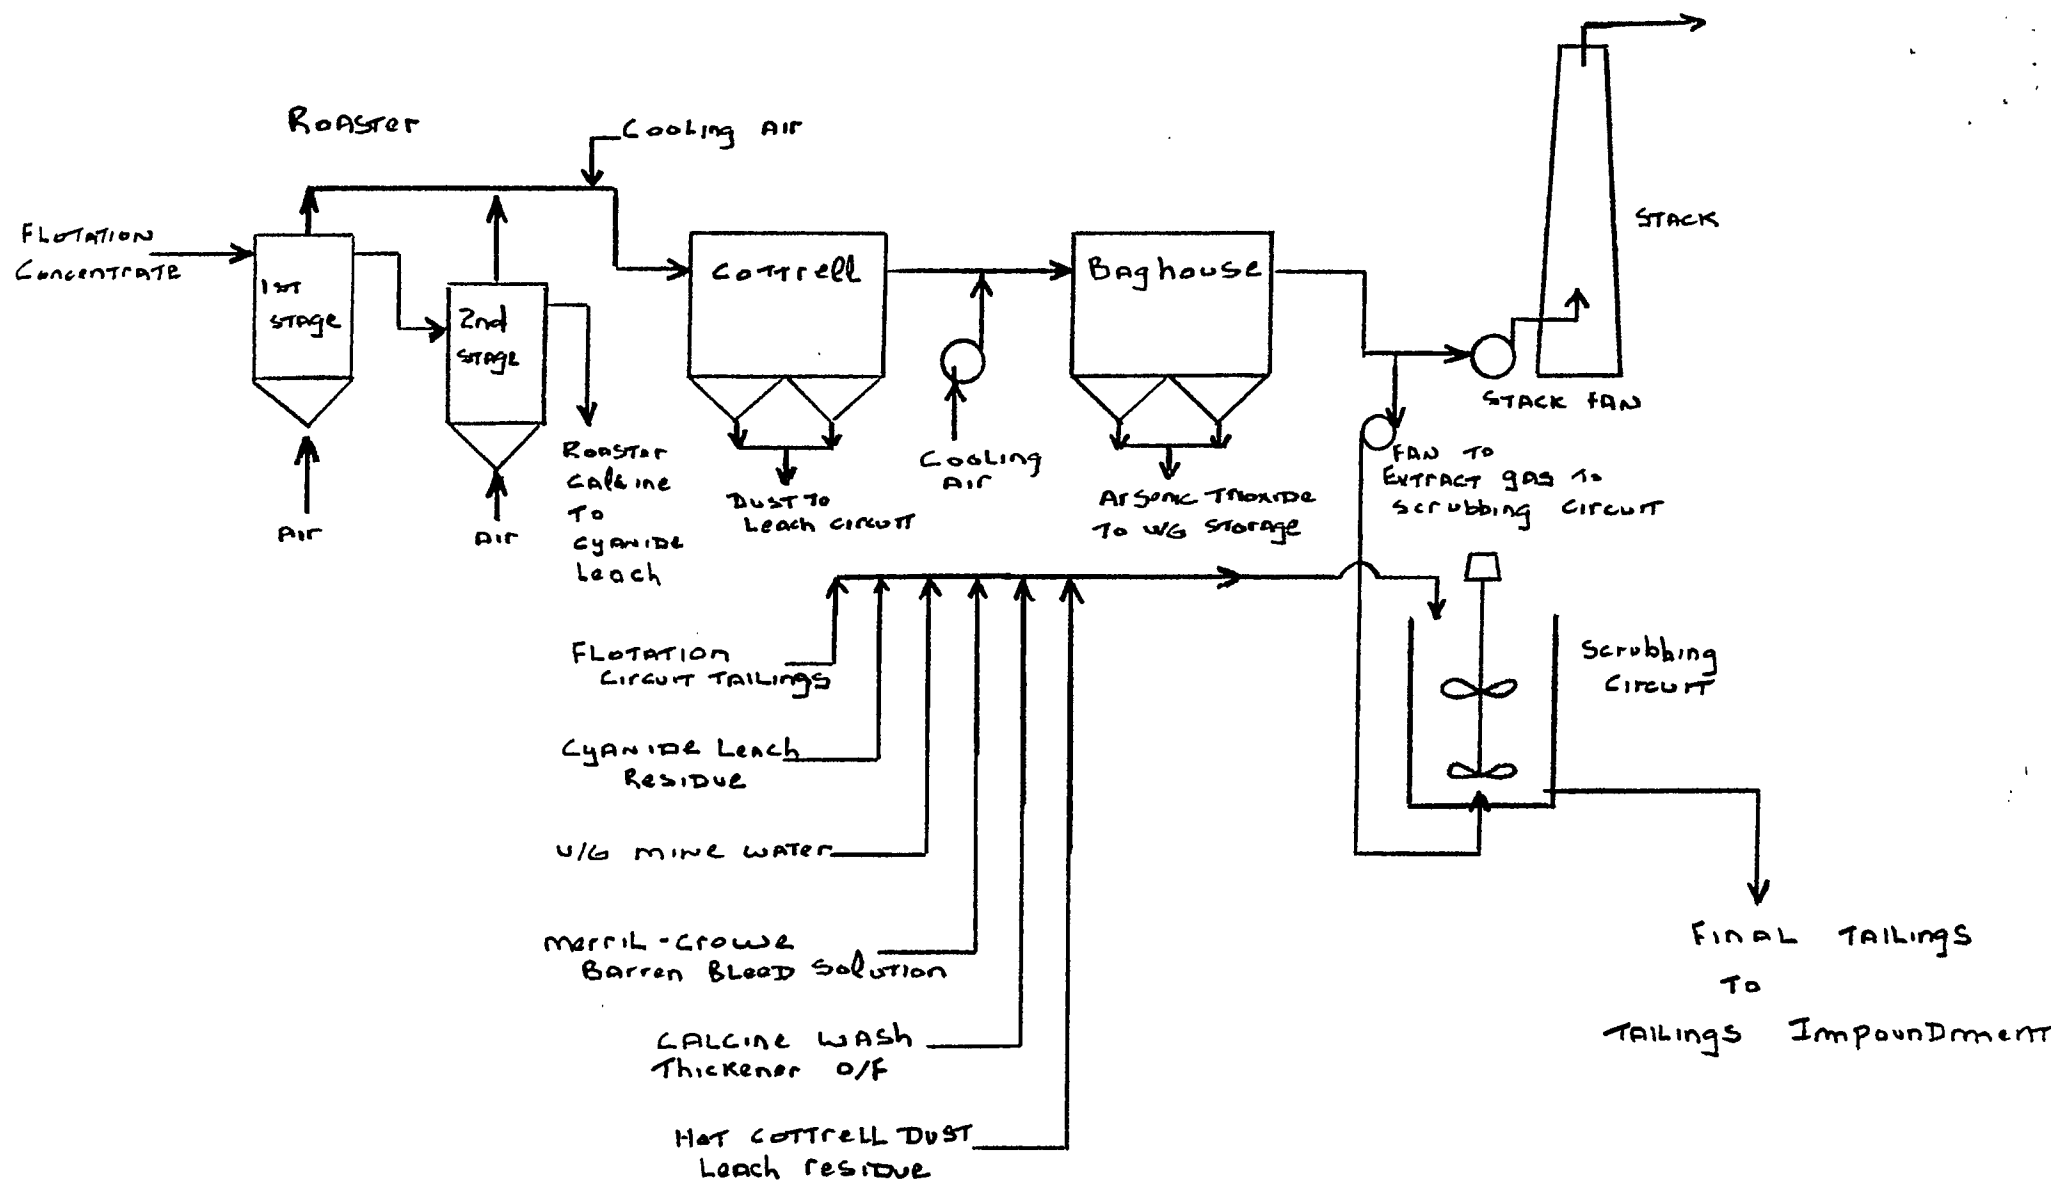 Roaster
Cooling Air
Flotation
Concentrate
1st
Stage
2nd
Stage
Cottrell
Baghouse
Stack
Stack Fan
Air
Air
Roaster
Calcine
to
Cyanide
Leach
Dust to
Leach Circuit
Cooling
Air
Arsenic Trioxide
to U/G Storage
Fan to
Extract gas to
Scrubbing Circuit
Flotation
Circuit Tailings
Cyanide Leach
Residue
U/G Mine Water
Merril-Crowe
Barren Bleed Solution
Calcine Wash
Thickener O/F
Hot Cottrell Dust
Leach residue
Scrubbing
Circuit
Final Tailings
To
Tailings Impoundment